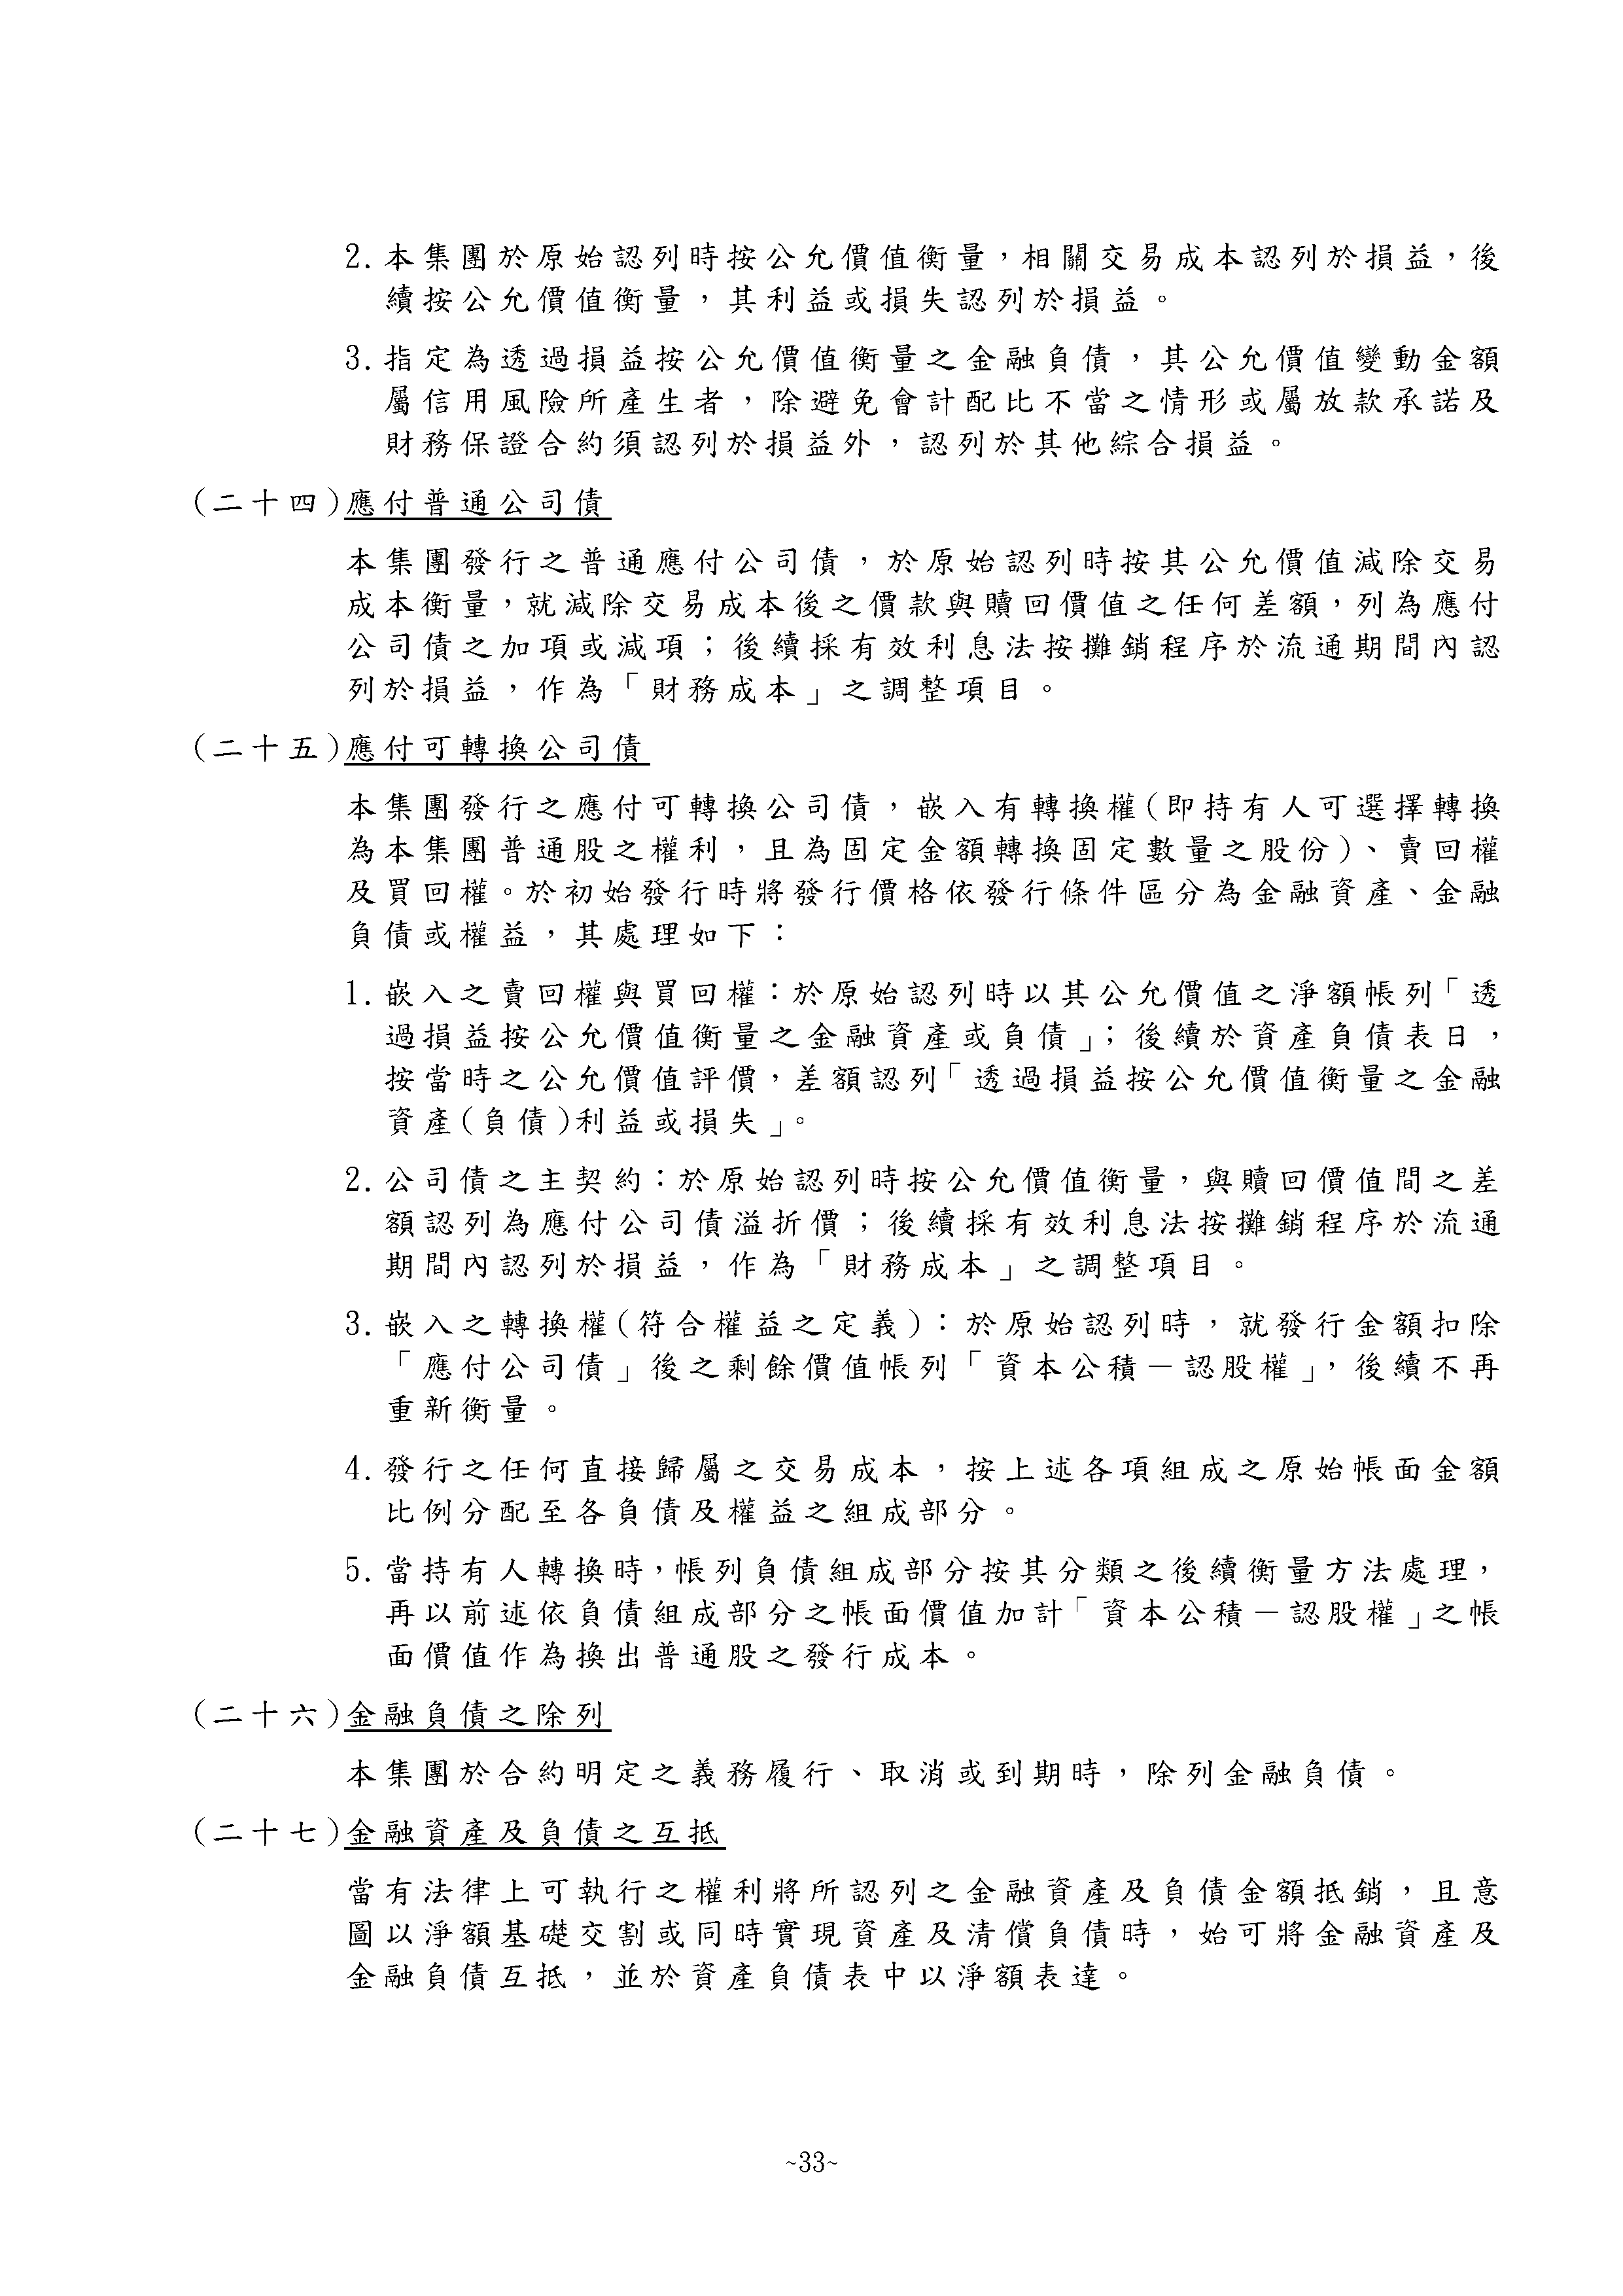 2.本集團於原始認列時按公允價值衡量，相關交易成本認列於損益，後
續按公允價值衡量，其利益或損失認列於損益。
3.指定為透過損益按公允價值衡量之金融負債，其公允價值變動金額
屬信用風險所產生者，除避免會計配比不當之情形或屬放款承諾及
財務保證合約須認列於損益外，認列於其他綜合損益。
(二十四)應付普通公司債
本集團發行之普通應付公司債，於原始認列時按其公允價值減除交易
成本衡量，就減除交易成本後之價款與贖回價值之任何差額，列為應付
公司債之加項或減項；後續採有效利息法按攤銷程序於流通期間內認
列於損益，作為「財務成本」之調整項目。
(二十五)應付可轉換公司債
本集團發行之應付可轉換公司債，嵌入有轉換權(即持有人可選擇轉換
為本集團普通股之權利，且為固定金額轉換固定數量之股份)、賣回權
及買回權。於初始發行時將發行價格依發行條件區分為金融資產、金融
負債或權益，其處理如下：
1.嵌入之賣回權與買回權：於原始認列時以其公允價值之淨額帳列「透
過損益按公允價值衡量之金融資產或負債」；後續於資產負債表日，
按當時之公允價值評價，差額認列「透過損益按公允價值衡量之金融
資產(負債)利益或損失」。
2.公司債之主契約：於原始認列時按公允價值衡量，與贖回價值間之差
額認列為應付公司債溢折價；後續採有效利息法按攤銷程序於流通
期間內認列於損益，作為「財務成本」之調整項目。
3.嵌入之轉換權(符合權益之定義)：於原始認列時，就發行金額扣除
「應付公司債」後之剩餘價值帳列「資本公積－認股權」，後續不再
重新衡量。
4.發行之任何直接歸屬之交易成本，按上述各項組成之原始帳面金額
比例分配至各負債及權益之組成部分。
5.當持有人轉換時，帳列負債組成部分按其分類之後續衡量方法處理，
再以前述依負債組成部分之帳面價值加計「資本公積－認股權」之帳
面價值作為換出普通股之發行成本。
(二十六)金融負債之除列
本集團於合約明定之義務履行、取消或到期時，除列金融負債。
(二十七)金融資產及負債之互抵
當有法律上可執行之權利將所認列之金融資產及負債金額抵銷，且意
圖以淨額基礎交割或同時實現資產及清償負債時，始可將金融資產及
金融負債互抵，並於資產負債表中以淨額表達。
~33~